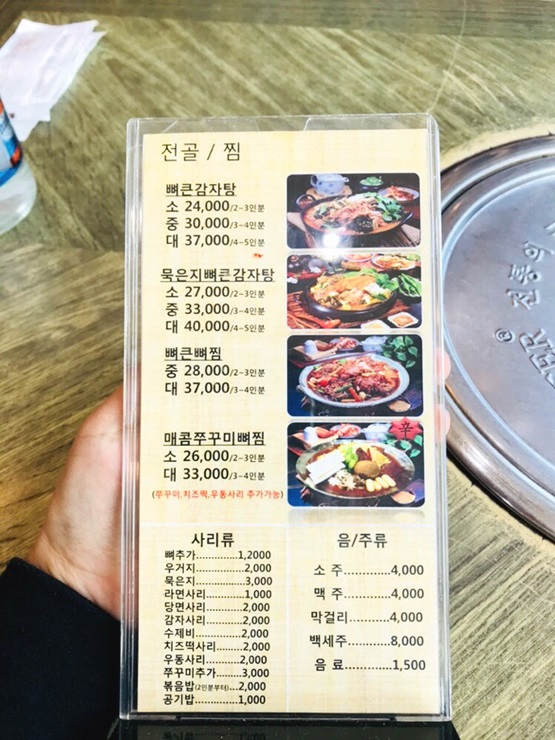 전골 / 찜
뼈큰감자탕
소 24,000/2~3인분
중 30,000/3~4인분
대 37,000/4~5인분
묵은지뼈큰감자탕
소 27,000/2~3인분
중 33,000/3~4인분
대 40,000/4~5인분
뼈큰뼈찜
중 28,000/2~3인분
대 37,000/3~4인분
매콤쭈꾸미뼈찜
소 26,000/2~3인분
대 33,000/3~4인분
(쭈꾸미,치즈떡,우동사리 추가가능)
辛
사리류
뼈추가..............1,2000
우거지..............2,000
묵은지..............3,000
라면사리...........1,000
당면사리...........2,000
감자사리...........2,000
수제비..............2,000
치즈떡사리........2,000
우동사리...........2,000
쭈꾸미추가........3,000
볶음밥(2인분부터)...2,000
공기밥..............1,000
음/주류
소 주............4,000
맥 주............4,000
막걸리...........4,000
백세주...........8,000
음 료............1,500
전통의